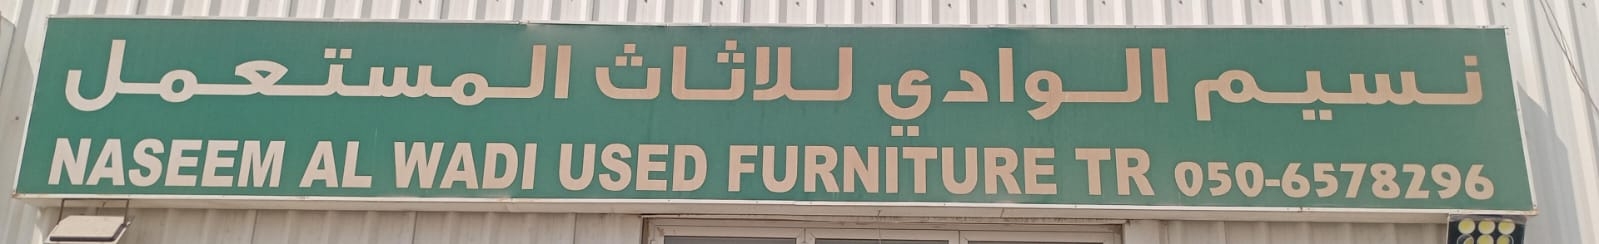 نسيم الوادي للاثاث المستعمل
NASEEM AL WADI USED FURNITURE TR 050-6578296